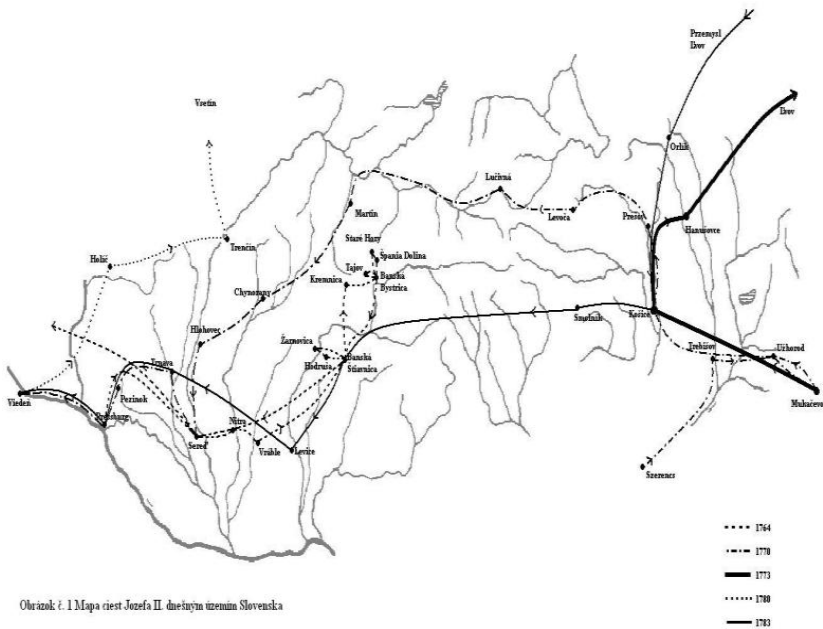 Przemysl
Ľvov
Ľvov
Vsetín
Orlík
Lučivná
Martin
Levoča
Prešov
Hanušovce
Trenčín
Staré Hory
Špania Dolina
Holíč
Tajov
Banská
Bystrica
Kremnica
Chynorany
Smolník
Košice
Hlohovec
Žarnovica
Trebišov
Užhorod
Trnava
Hodruša
Banská
Štiavnica
Viedeň
Pezinok
Mukačevo
Pressburg
Nitra
Sereď
Vráble
Levice
Szerencs
1764
1770
1773
1780
1783
Obrázok č. 1 Mapa ciest Jozefa II. dnešným územím Slovenska